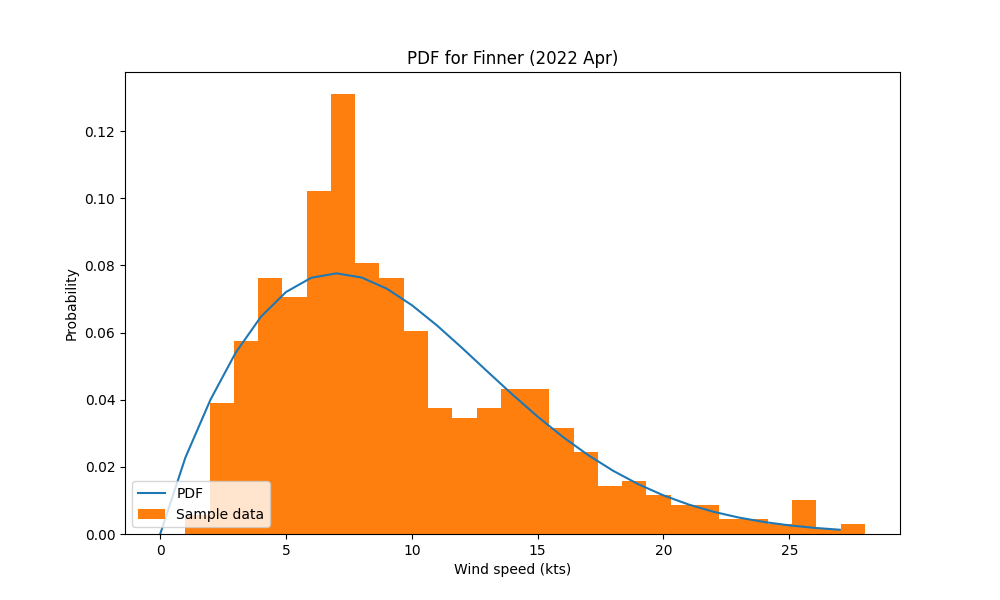 PDF for Finner (2022 Apr)
0.12
0.10
0.08
0.06
0.04
0.02
0.00
Probability
PDF
Sample data
0 5 10 15 20 25
Wind speed (kts)